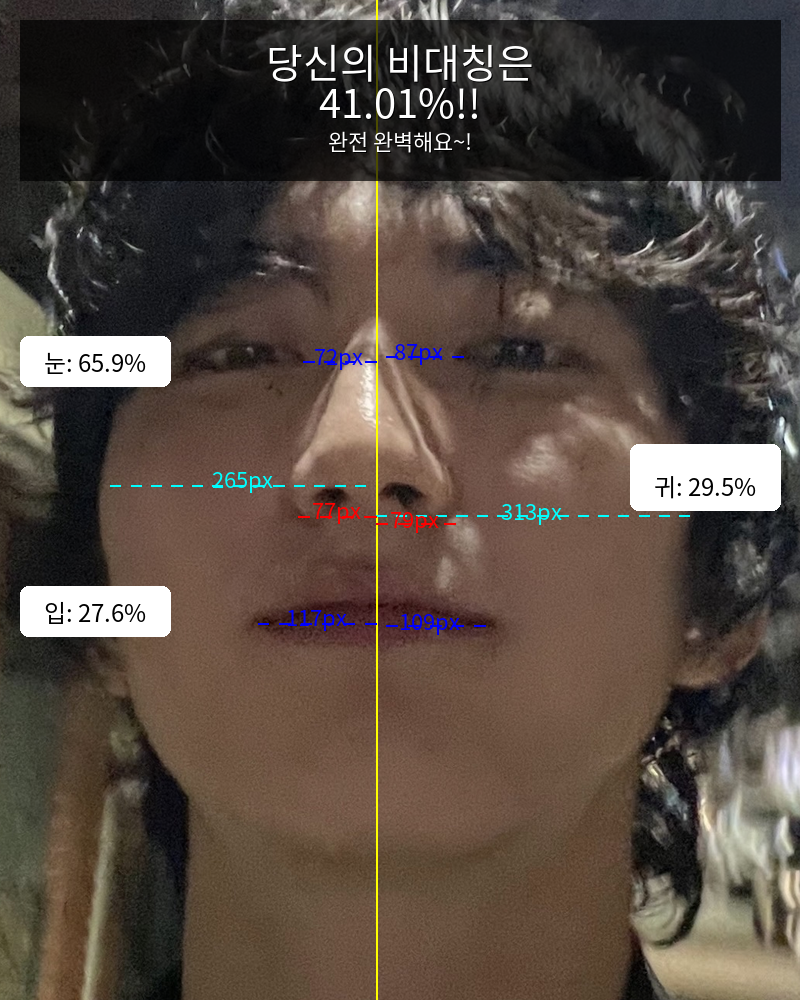 당신의 비대칭은
41.01%!!
완전 완벽해요~!
눈: 65.9%
72px
87px
귀: 29.5%
265px
313px
77px
입: 27.6%
117px
109px